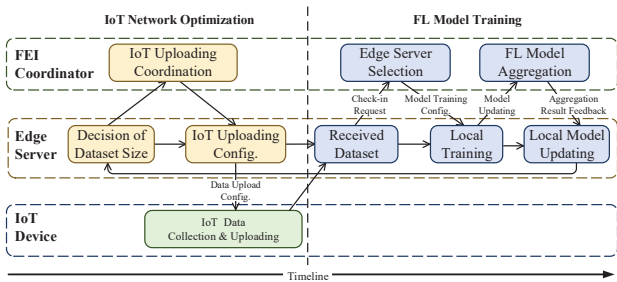 IoT Network Optimization
FL Model Training
FEI
Coordinator
IoT Uploading
Coordination
Edge Server
Selection
FL Model
Aggregation
Check-in
Request
Model Training
Config.
Model
Updating
Aggregation
Result Feedback
Edge
Server
Decision of
Dataset Size
IoT Uploading
Config.
Received
Dataset
Local
Training
Local Model
Updating
Data Upload
Config.
IoT
Device
IoT Data
Collection & Uploading
Timeline